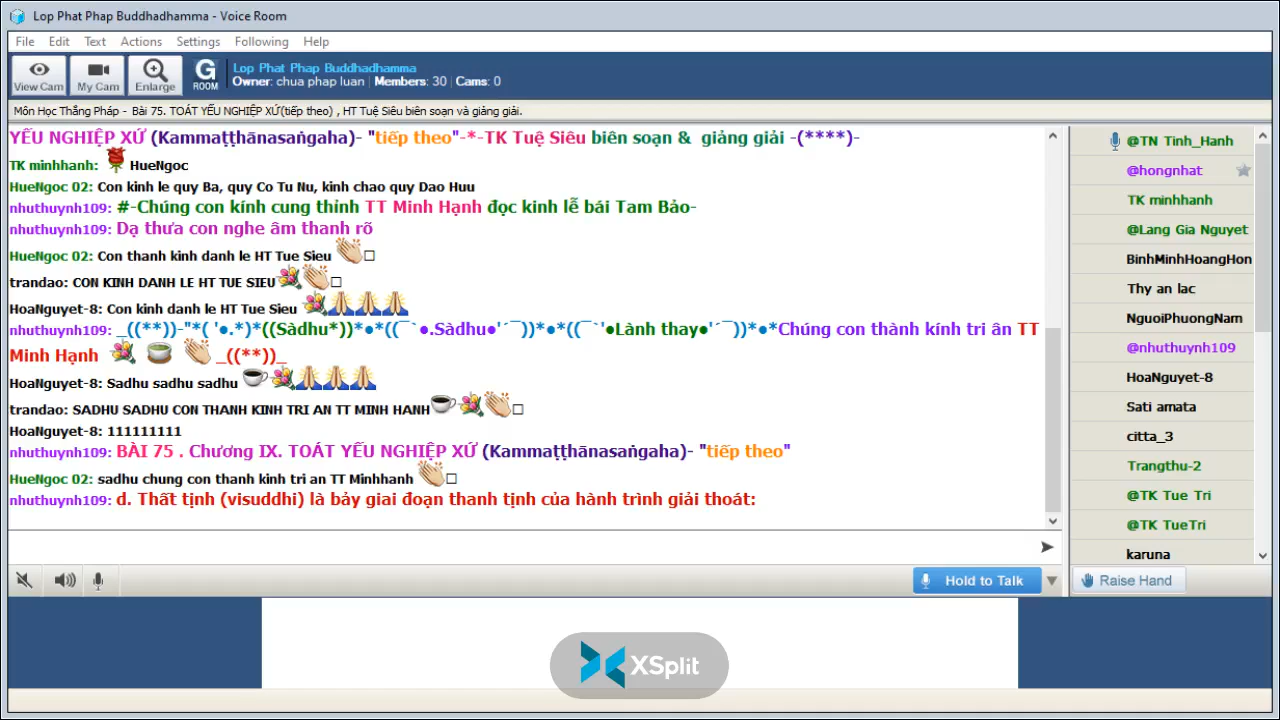 Lop Phat Phap Buddhadhamma - Voice Room
File Edit Text Actions Settings Following Help
View Cam My Cam Enlarge G ROOM
Lop Phat Phap Buddhadhamma
Owner: chua phap luan | Members: 30 | Cams: 0
Môn Học Thắng Pháp - Bài 75. TOÁT YẾU NGHIỆP XỨ(tiếp theo) , HT Tuệ Siêu biên soạn và giảng giải.
YẾU NGHIỆP XỨ (Kammaṭṭhānasaṅgaha)- "tiếp theo"-*-TK Tuệ Siêu biên soạn & giảng giải -(****)-
TK minhhanh: HueNgoc
HueNgoc 02: Con kinh le quy Ba, quy Co Tu Nu, kinh chao quy Dao Huu
nhuthuynh109: #-Chúng con kính cung thỉnh TT Minh Hạnh đọc kinh lễ bái Tam Bảo-
nhuthuynh109: Dạ thưa con nghe âm thanh rõ
HueNgoc 02: Con thanh kinh danh le HT Tue Sieu
trandao: CON KINH DANH LE HT TUE SIEU
HoaNguyet-8: Con kinh danh le HT Tue Sieu
nhuthuynh109: _((**))-"*( '●.*)*((Sàdhu*))*●*((¯`●.Sàdhu●'´¯))*●*((¯`'●Lành thay●'´¯))*●*Chúng con thành kính tri ân TT
Minh Hạnh _((**))_
HoaNguyet-8: Sadhu sadhu sadhu
trandao: SADHU SADHU CON THANH KINH TRI AN TT MINH HANH
HoaNguyet-8: 111111111
nhuthuynh109: BÀI 75 . Chương IX. TOÁT YẾU NGHIỆP XỨ (Kammaṭṭhānasaṅgaha)- "tiếp theo"
HueNgoc 02: sadhu chung con thanh kinh tri an TT Minhhanh
nhuthuynh109: d. Thất tịnh (visuddhi) là bảy giai đoạn thanh tịnh của hành trình giải thoát:
@TN Tinh_Hanh
@hongnhat
TK minhhanh
@Lang Gia Nguyet
BinhMinhHoangHon
Thy an lac
NguoiPhuongNam
@nhuthuynh109
HoaNguyet-8
Sati amata
citta_3
Trangthu-2
@TK Tue Tri
@TK TueTri
karuna
Hold to Talk
Raise Hand
XSplit